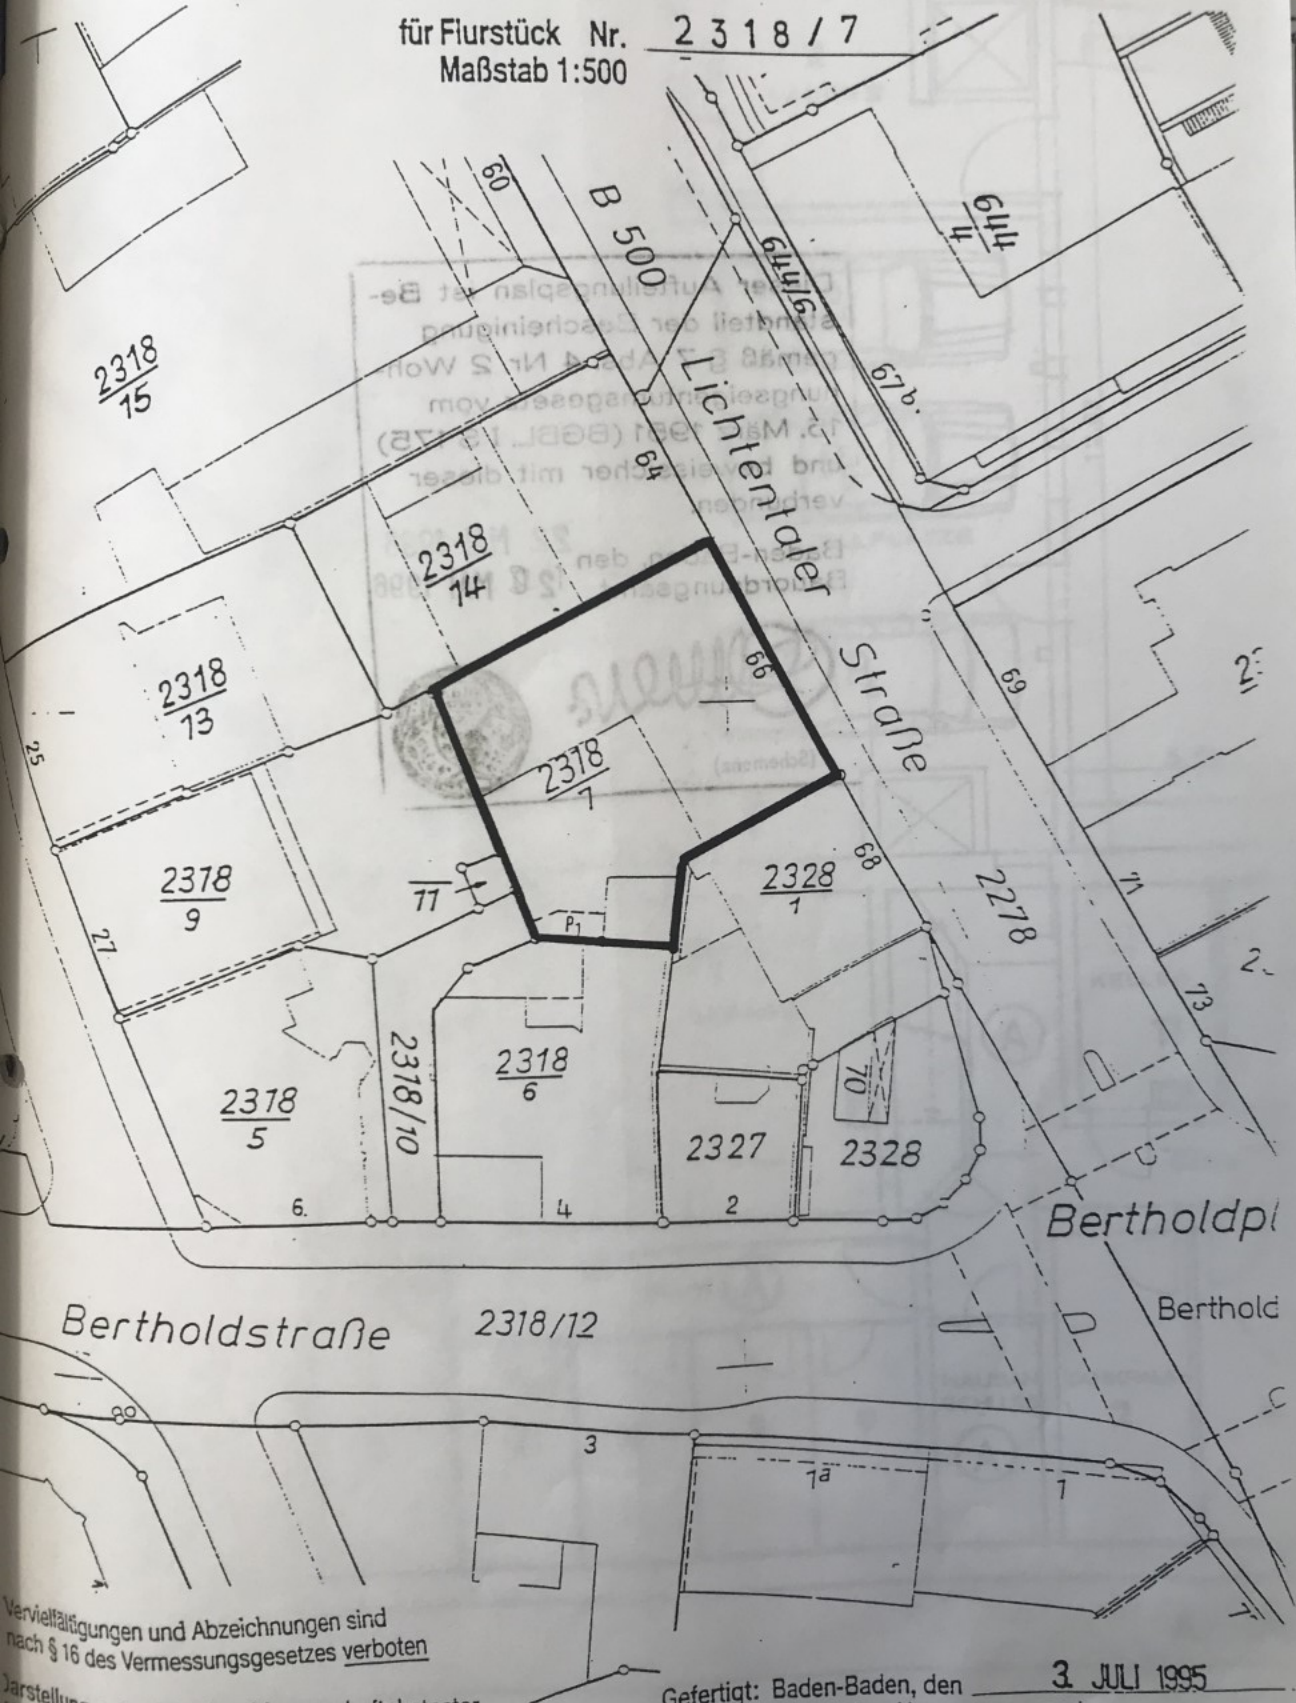 für Flurstück Nr. 2318/7
Maßstab 1:500
60
B 500
644/4
644/6
67b.
2318/15
Lichtentaler
64
2318/14
Straße
66
69
2318/13
25
2318/7
68
71
2318/9
11
P1
2328/1
2278
27
73
2318/5
2318/10
2318/6
70
2327
2328
6.
4
2
Bertholdpl
Berthold
Bertholdstraße
2318/12
3
1a
1
Vervielfältigungen und Abzeichnungen sind
nach § 16 des Vermessungsgesetzes verboten
Gefertigt: Baden-Baden, den 3. JULI 1995